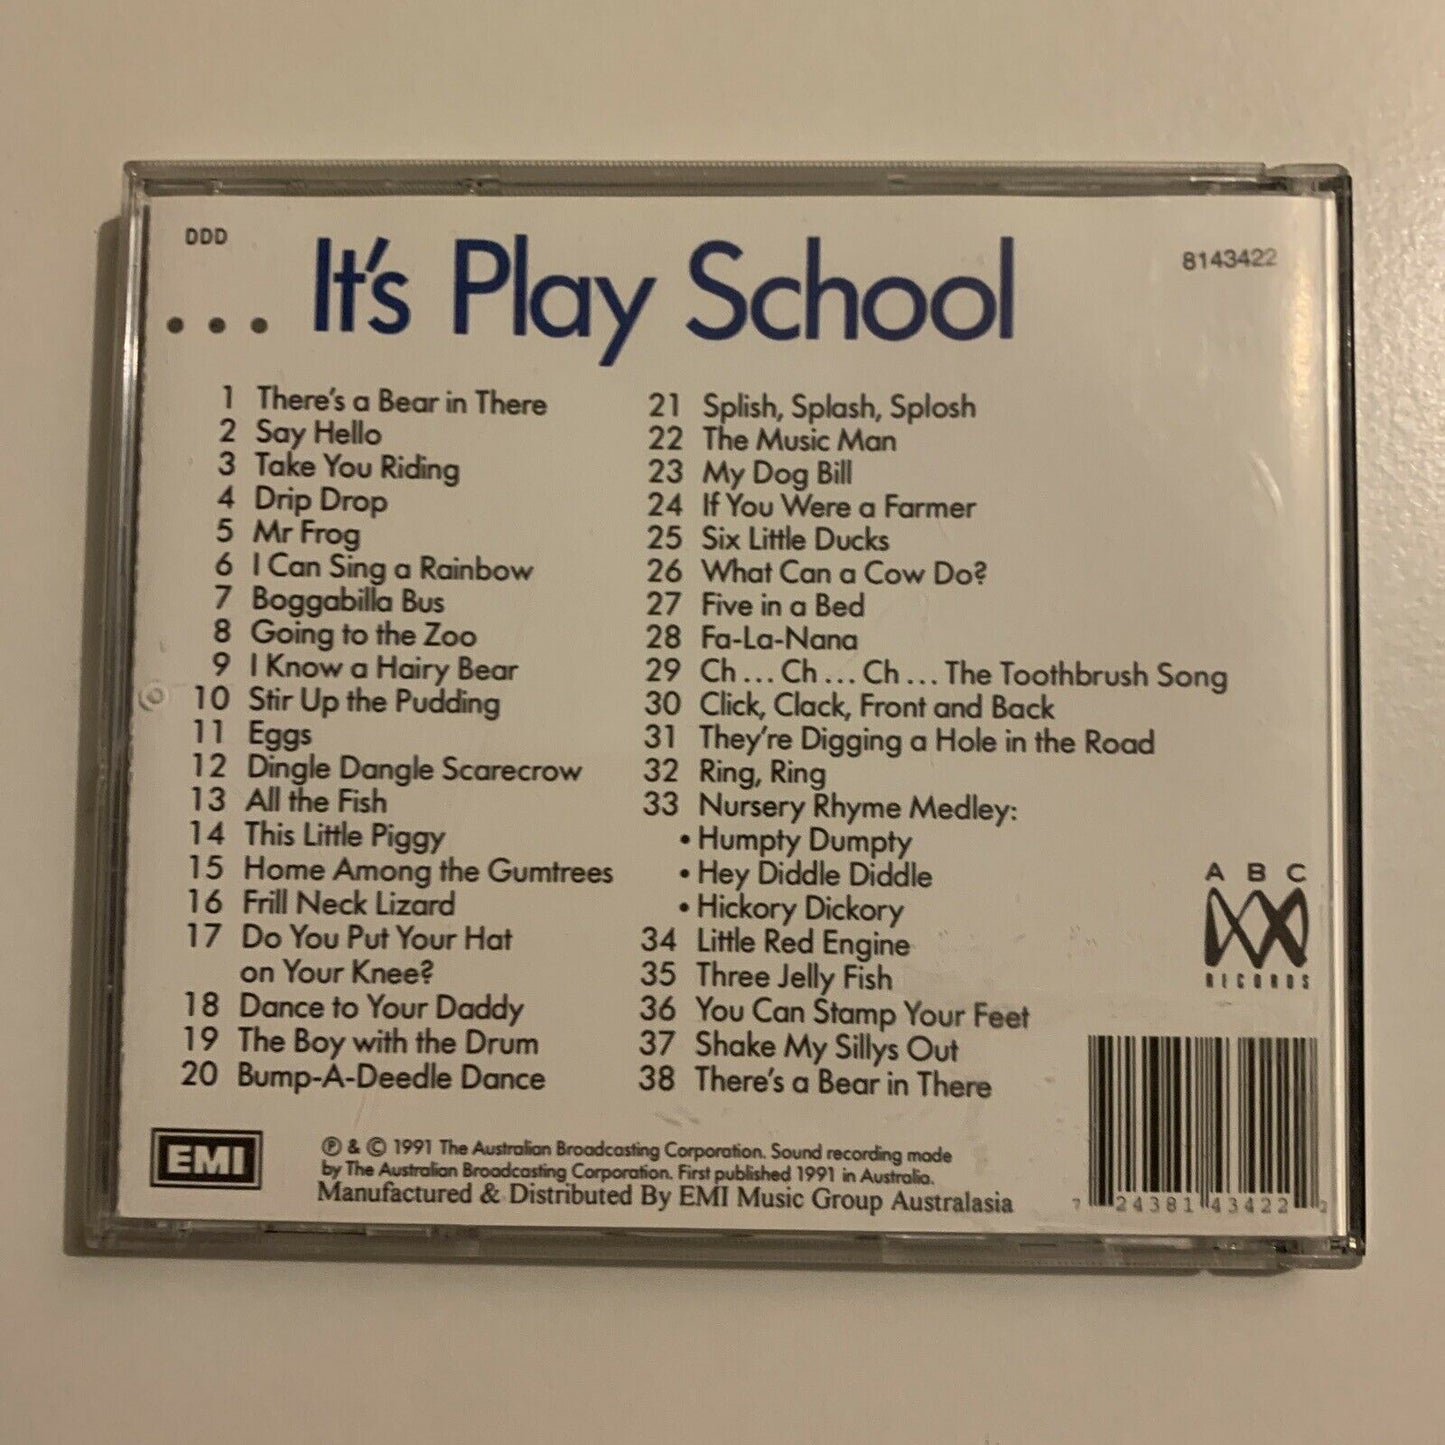 DDD
8143422
... It's Play School
1 There's a Bear in There
2 Say Hello
3 Take You Riding
4 Drip Drop
5 Mr Frog
6 I Can Sing a Rainbow
7 Boggabilla Bus
8 Going to the Zoo
9 I Know a Hairy Bear
10 Stir Up the Pudding
11 Eggs
12 Dingle Dangle Scarecrow
13 All the Fish
14 This Little Piggy
15 Home Among the Gumtrees
16 Frill Neck Lizard
17 Do You Put Your Hat
on Your Knee?
18 Dance to Your Daddy
19 The Boy with the Drum
20 Bump-A-Deedle Dance
21 Splish, Splash, Splosh
22 The Music Man
23 My Dog Bill
24 If You Were a Farmer
25 Six Little Ducks
26 What Can a Cow Do?
27 Five in a Bed
28 Fa-La-Nana
29 Ch... Ch... Ch... The Toothbrush Song
30 Click, Clack, Front and Back
31 They're Digging a Hole in the Road
32 Ring, Ring
33 Nursery Rhyme Medley:
• Humpty Dumpty
• Hey Diddle Diddle
• Hickory Dickory
34 Little Red Engine
35 Three Jelly Fish
36 You Can Stamp Your Feet
37 Shake My Sillys Out
38 There's a Bear in There
ABC
RECORDS
EMI
℗ & © 1991 The Australian Broadcasting Corporation. Sound recording made
by The Australian Broadcasting Corporation. First published 1991 in Australia.
Manufactured & Distributed By EMI Music Group Australasia
7 24381 43422 2